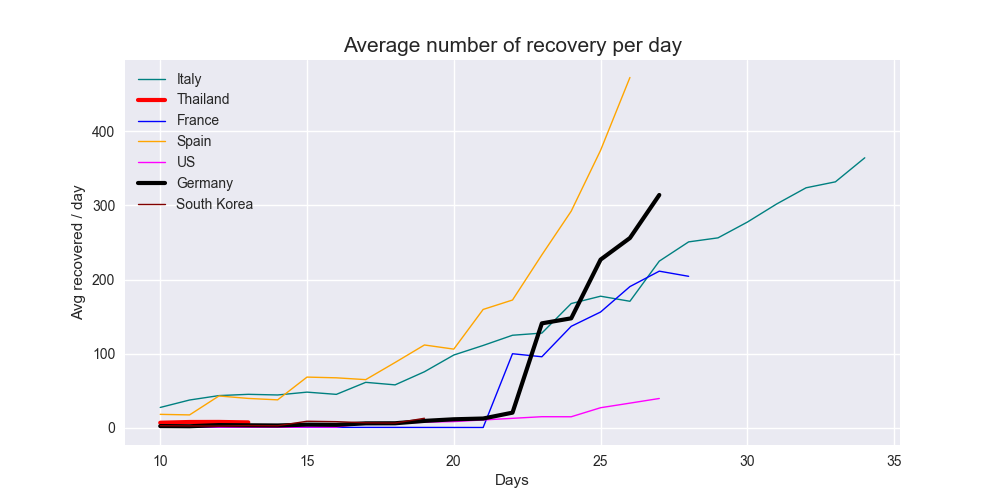 Average number of recovery per day
Italy
Thailand
France
Spain
US
Germany
South Korea
400
300
200
100
0
Avg recovered / day
10 15 20 25 30 35
Days